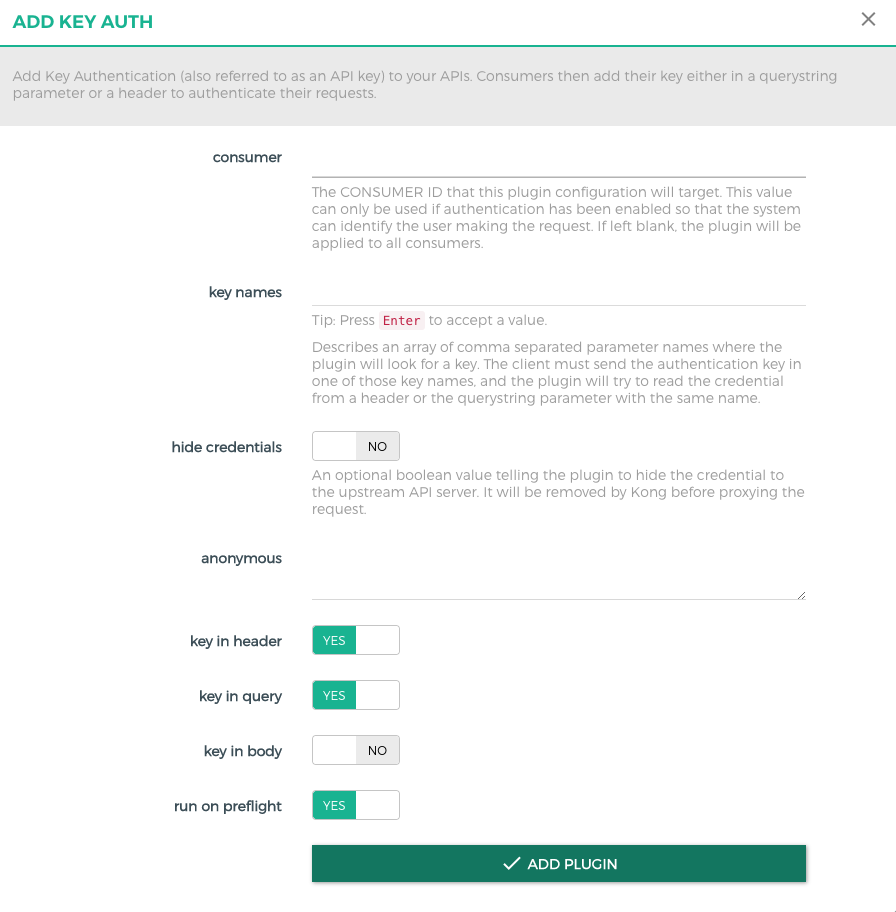 ADD KEY AUTH
Add Key Authentication (also referred to as an API key) to your APIs. Consumers then add their key either in a querystring
parameter or a header to authenticate their requests.
consumer
The CONSUMER ID that this plugin configuration will target. This value
can only be used if authentication has been enabled so that the system
can identify the user making the request. If left blank, the plugin will be
applied to all consumers.
key names
Tip: Press Enter to accept a value.
Describes an array of comma separated parameter names where the
plugin will look for a key. The client must send the authentication key in
one of those key names, and the plugin will try to read the credential
from a header or the querystring parameter with the same name.
hide credentials NO
An optional boolean value telling the plugin to hide the credential to
the upstream API server. It will be removed by Kong before proxying the
request.
anonymous
key in header YES
key in query YES
key in body NO
run on preflight YES
ADD PLUGIN